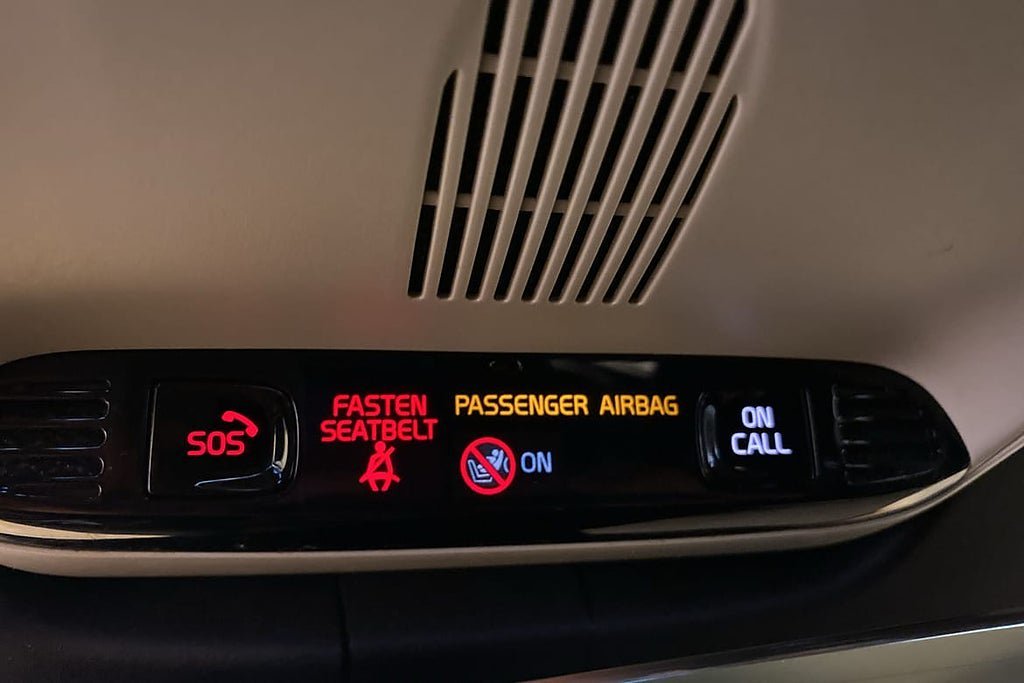 SOS
FASTEN
SEATBELT
PASSENGER AIRBAG
ON
ON
CALL